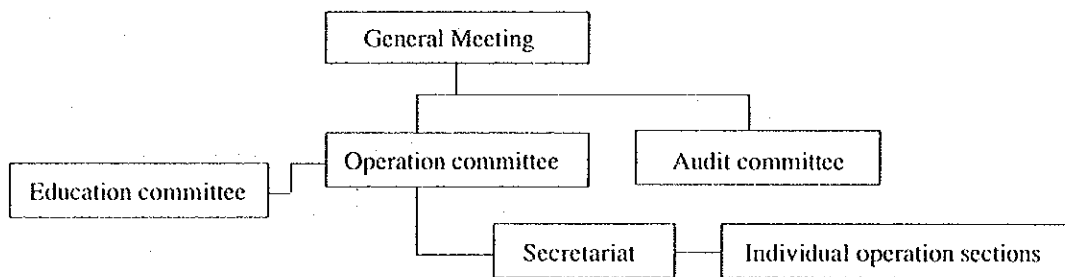 General Meeting
Operation committee
Audit committee
Education committee
Secretariat
Individual operation sections